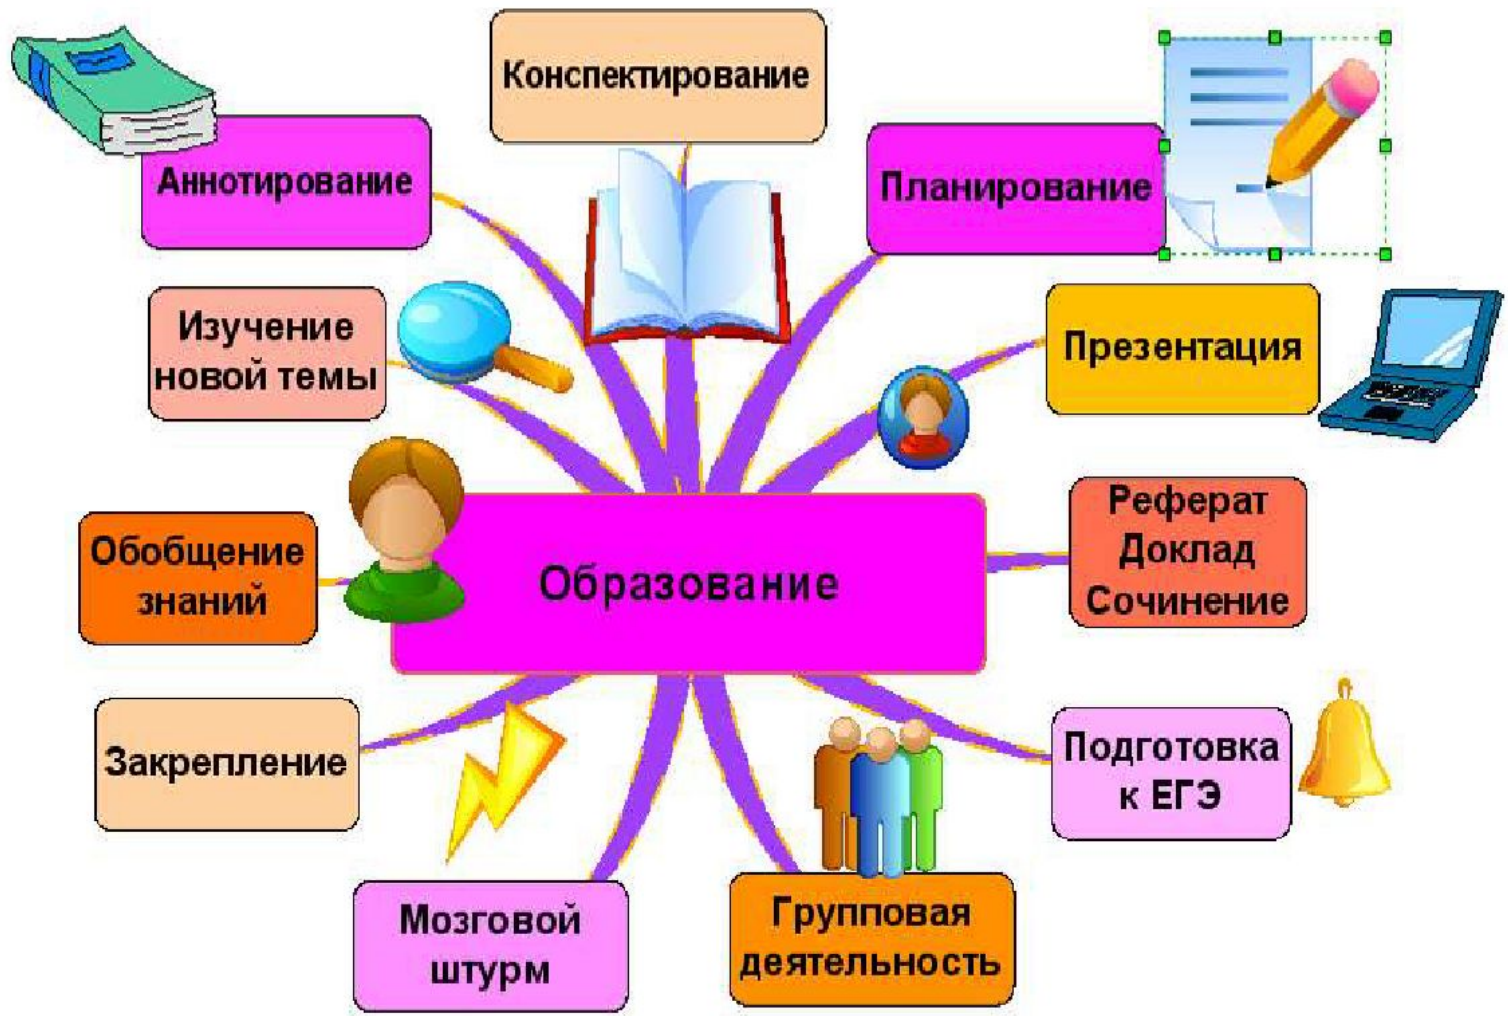 Конспектирование
Аннотирование
Планирование
Изучение
новой темы
Презентация
Обобщение
знаний
Образование
Реферат
Доклад
Сочинение
Закрепление
Подготовка
к ЕГЭ
Мозговой
штурм
Групповая
деятельность